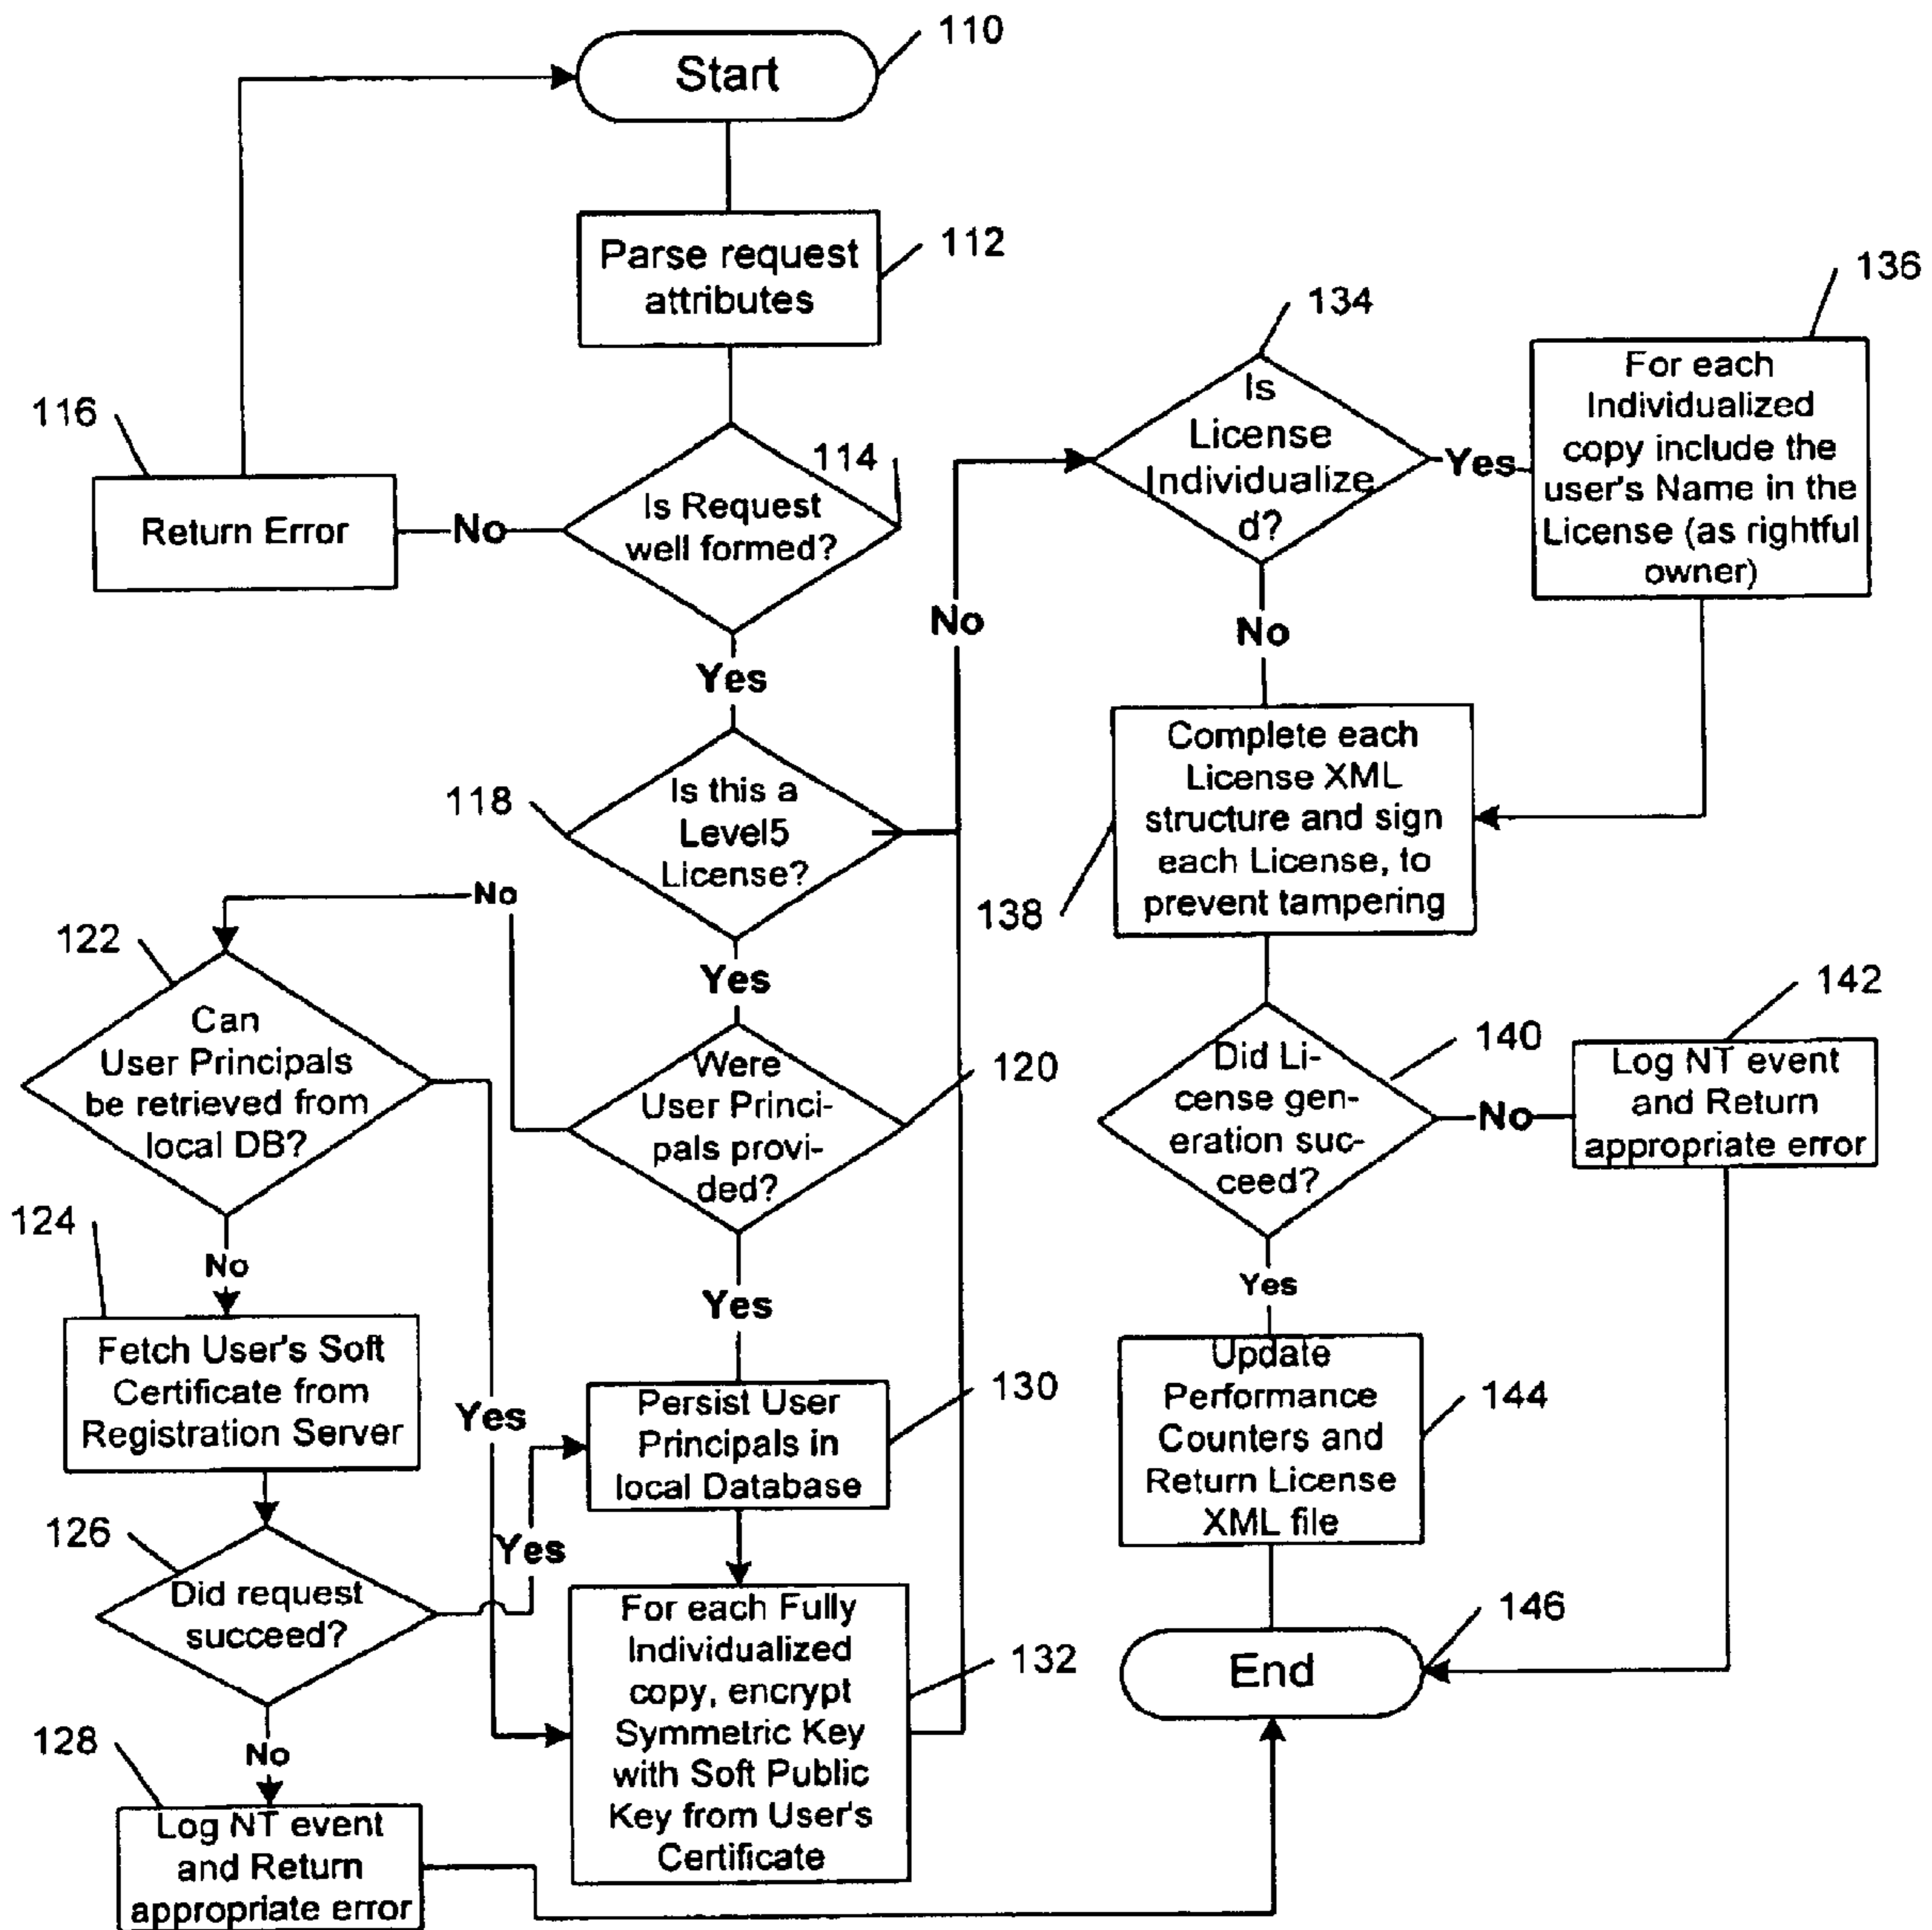 110
Start
Parse request
attributes
112
116
Return Error
No
114
Is Request
well formed?
Yes
118
Is this a
Level5
License?
No
Yes
No
122
Can
User Principals
be retrieved from
local DB?
120
Were
User Princi-
pals provi-
ded?
124
No
Yes
Fetch User's Soft
Certificate from
Registration Server
Yes
130
Persist User
Principals in
local Database
126
Did request
succeed?
Yes
132
For each Fully
Individualized
copy, encrypt
Symmetric Key
with Soft Public
Key from User's
Certificate
128
No
Log NT event
and Return
appropriate error
134
Is
License
Individualize
d?
Yes
136
For each
Individualized
copy include the
user's Name in the
License (as rightful
owner)
No
138
Complete each
License XML
structure and sign
each License, to
prevent tampering
140
Did Li-
cense gen-
eration suc-
ceed?
No
142
Log NT event
and Return
appropriate error
Yes
144
Update
Performance
Counters and
Return License
XML file
146
End